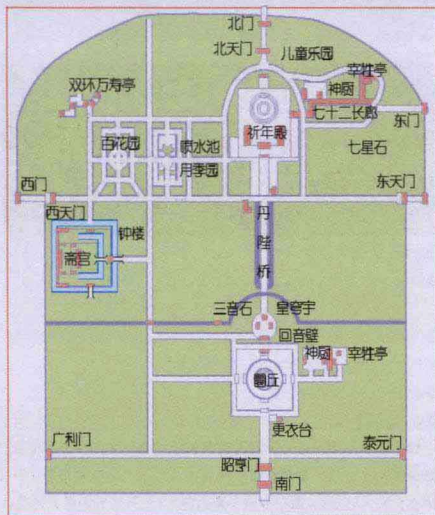 北门
北天门
儿童乐园
宰牲亭
双环万寿亭
神厨
七十二长廊
东门
百花园
喷水池
祈年殿
七星石
月季园
西门
东天门
西天门
丹陛桥
钟楼
斋宫
三音石
皇穹宇
回音壁
神厨
宰牲亭
圜丘
更衣台
广利门
泰元门
昭亨门
南门